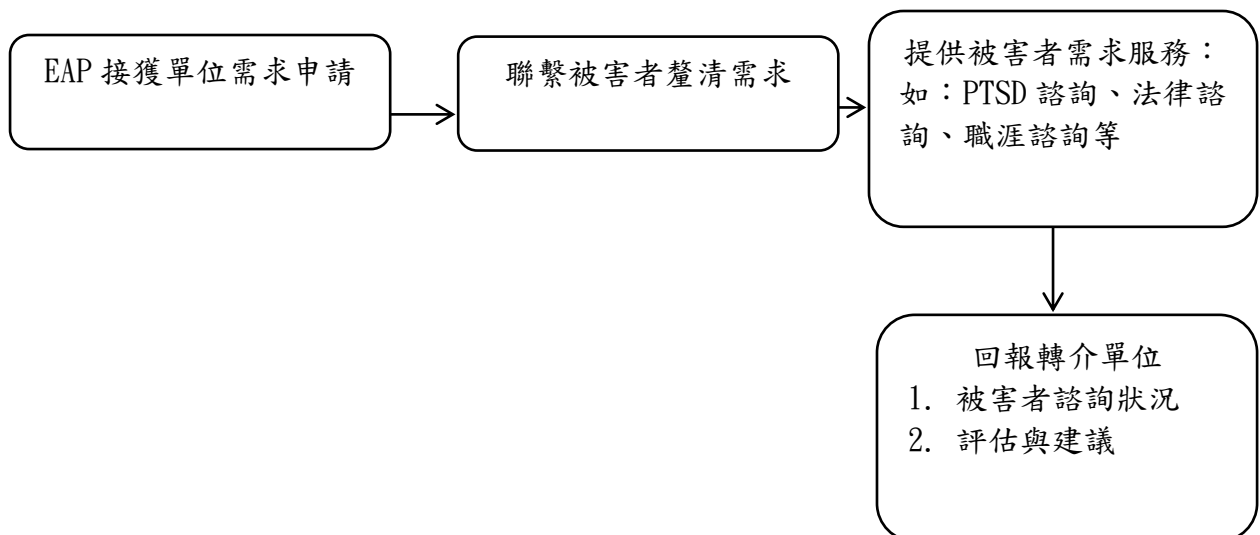 EAP 接獲單位需求申請
聯繫被害者釐清需求
提供被害者需求服務：
如：PTSD 諮詢、法律諮
詢、職涯諮詢等
回報轉介單位
1. 被害者諮詢狀況
2. 評估與建議